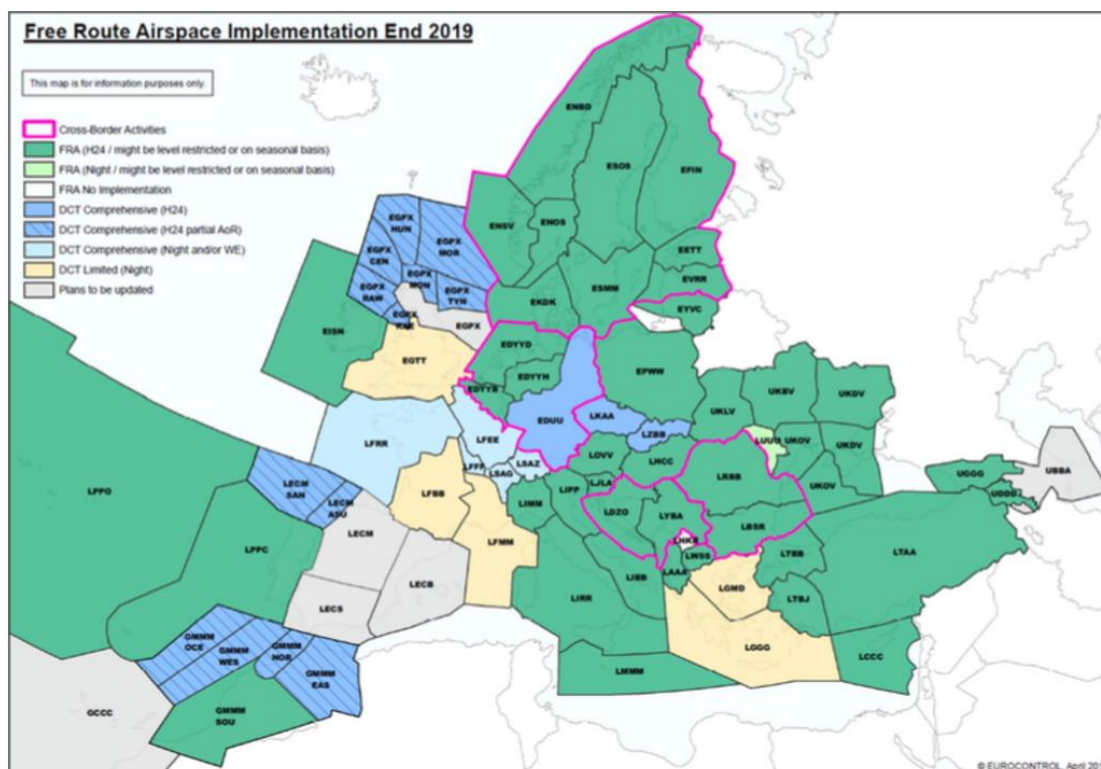 Free Route Airspace Implementation End 2019
This map is for information purposes only.
Cross-Border Activities
FRA (H24 / might be level restricted or on seasonal basis)
FRA (Night / might be level restricted or on seasonal basis)
FRA No Implementation
DCT Comprehensive (H24)
DCT Comprehensive (H24 partial AoR)
DCT Comprehensive (Night and/or WE)
DCT Limited (Night)
Plans to be updated
ENBD
ESOS
EFIN
ENSV
ENOS
EGPX
HUN
EGPX
MOR
EGPX
CEN
EGPX
MON
EGPX
TYN
EGPX
RAW
EGPX
EGPX
EETT
EVRR
EYVC
ESMM
EKDK
EISN
EGTT
EDYYD
EDYYH
EDYYB
EDUU
EPWW
UKLV
UKBV
UKDV
UKDV
UKOV
UKOV
LKAA
LZBB
LFRR
LFEE
LFFF
LSAG
LSAZ
LOVV
LHCC
LJLA
LIPP
LIMM
LRBB
LDZO
LYBA
LBSR
LWSS
LAAA
LIBB
LIRR
LFBB
LFMM
LPPO
LPPC
LECM
SAN
LECM
ASU
LECM
LECB
LECS
GMMM
OCE
GMMM
WES
GMMM
NOR
GMMM
EAS
GMMM
SOU
GCCC
LMMM
LGMD
LGGG
LTBB
LTBJ
LTAA
LCCC
UGGG
UDDD
UBBA
© EUROCONTROL, April